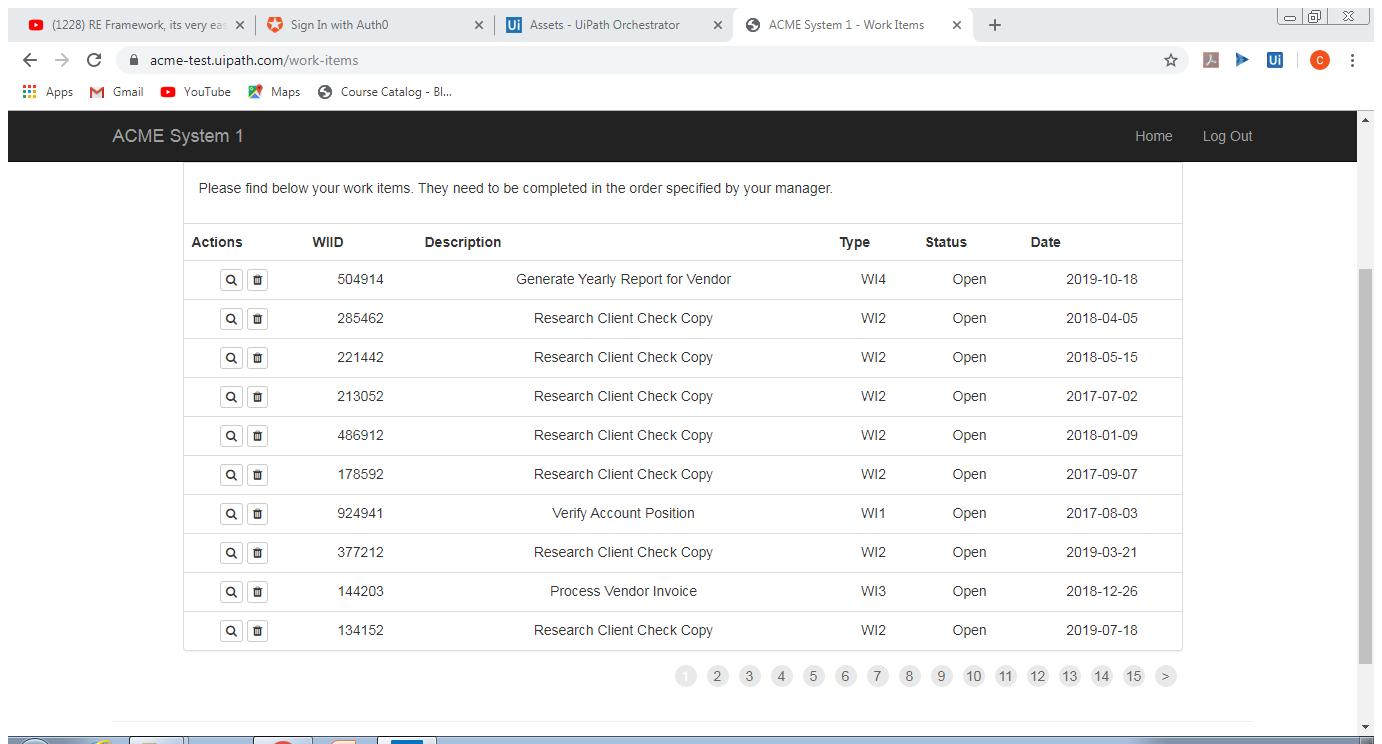 (1228) RE Framework, its very eas Sign In with Auth0 Ui Assets - UiPath Orchestrator ACME System 1 - Work Items
acme-test.uipath.com/work-items Ui C
Apps Gmail YouTube Maps Course Catalog - Bl...
ACME System 1 Home Log Out
Please find below your work items. They need to be completed in the order specified by your manager.
Actions WIID Description Type Status Date
504914 Generate Yearly Report for Vendor WI4 Open 2019-10-18
285462 Research Client Check Copy WI2 Open 2018-04-05
221442 Research Client Check Copy WI2 Open 2018-05-15
213052 Research Client Check Copy WI2 Open 2017-07-02
486912 Research Client Check Copy WI2 Open 2018-01-09
178592 Research Client Check Copy WI2 Open 2017-09-07
924941 Verify Account Position WI1 Open 2017-08-03
377212 Research Client Check Copy WI2 Open 2019-03-21
144203 Process Vendor Invoice WI3 Open 2018-12-26
134152 Research Client Check Copy WI2 Open 2019-07-18
1 2 3 4 5 6 7 8 9 10 11 12 13 14 15 >